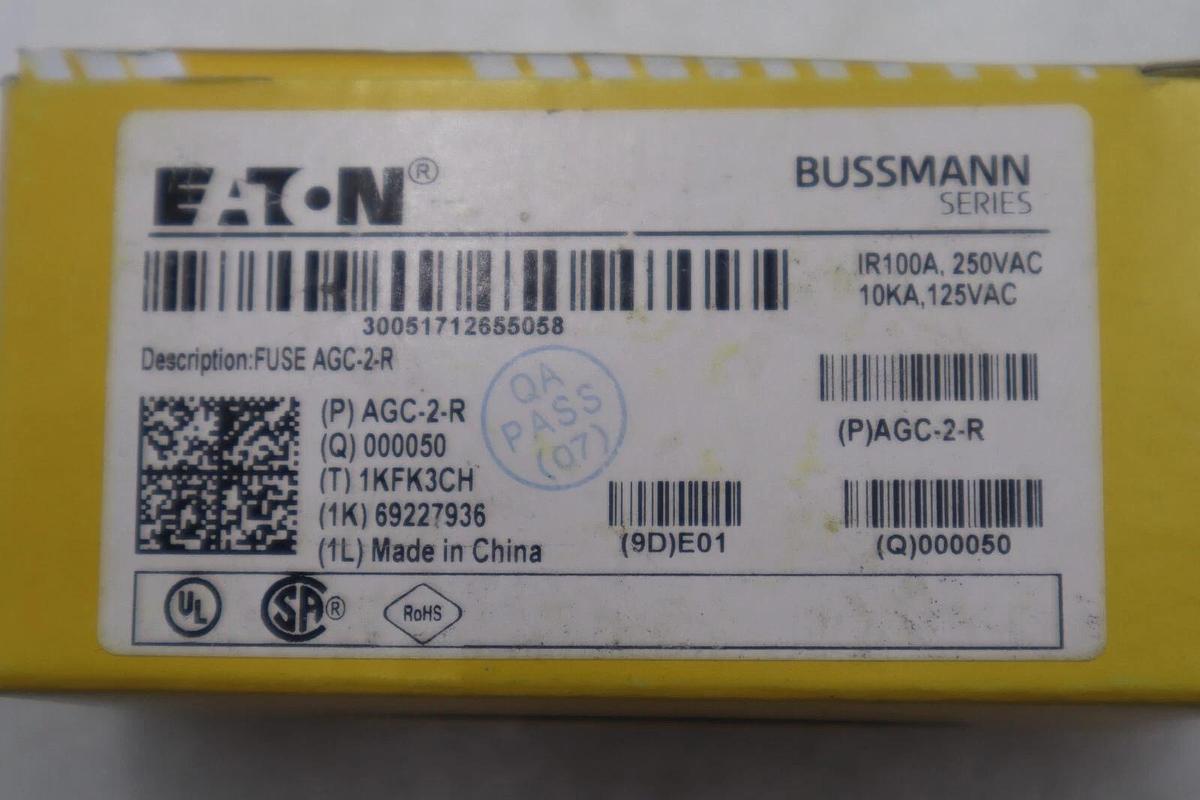 EATON®
BUSSMANN
SERIES
30051712655058
IR100A, 250VAC
10KA,125VAC
Description:FUSE AGC-2-R
(P) AGC-2-R
(Q) 000050
(T) 1KFK3CH
(1K) 69227936
(1L) Made in China
QA
PASS
(07)
(9D)E01
(P)AGC-2-R
(Q)000050
UL
SA®
RoHS